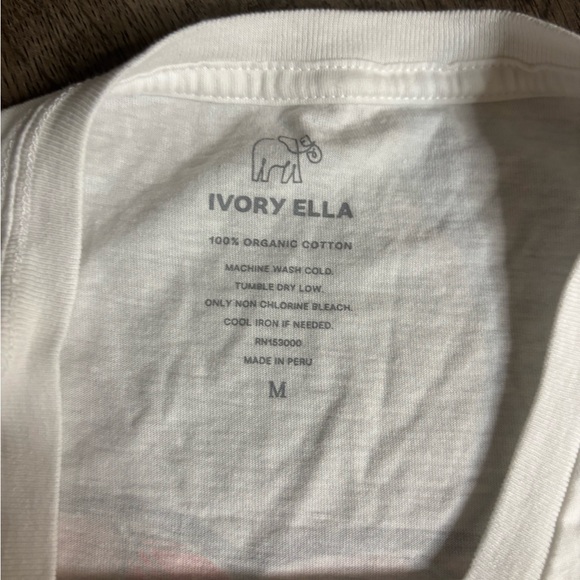 IVORY ELLA
100% ORGANIC COTTON
MACHINE WASH COLD.
TUMBLE DRY LOW.
ONLY NON CHLORINE BLEACH.
COOL IRON IF NEEDED.
RN153000
MADE IN PERU
M